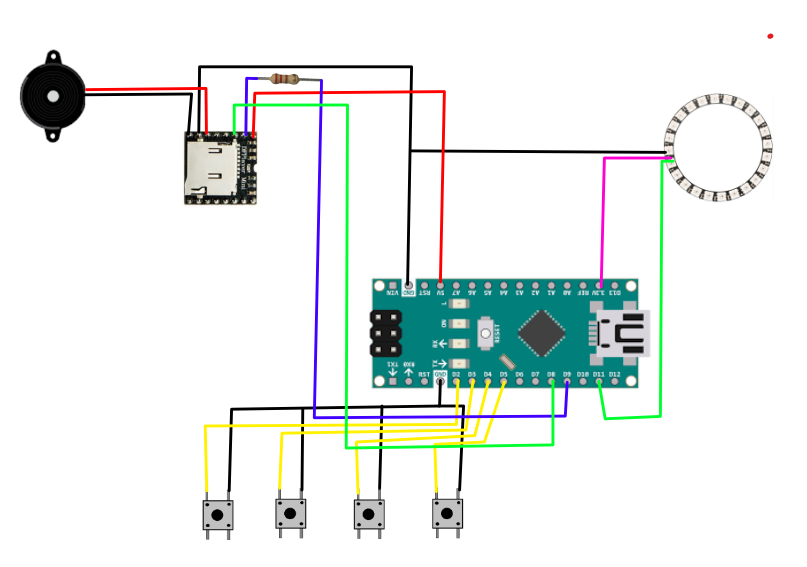 VIN GND RST 5V A7 A6 A5 A4 A3 A2 A1 A0 REF 3.3V D13
L
ON
RX
TX
RESET
TX1 RX0 RST GND D2 D3 D4 D5 D6 D7 D8 D9 D10 D11 D12